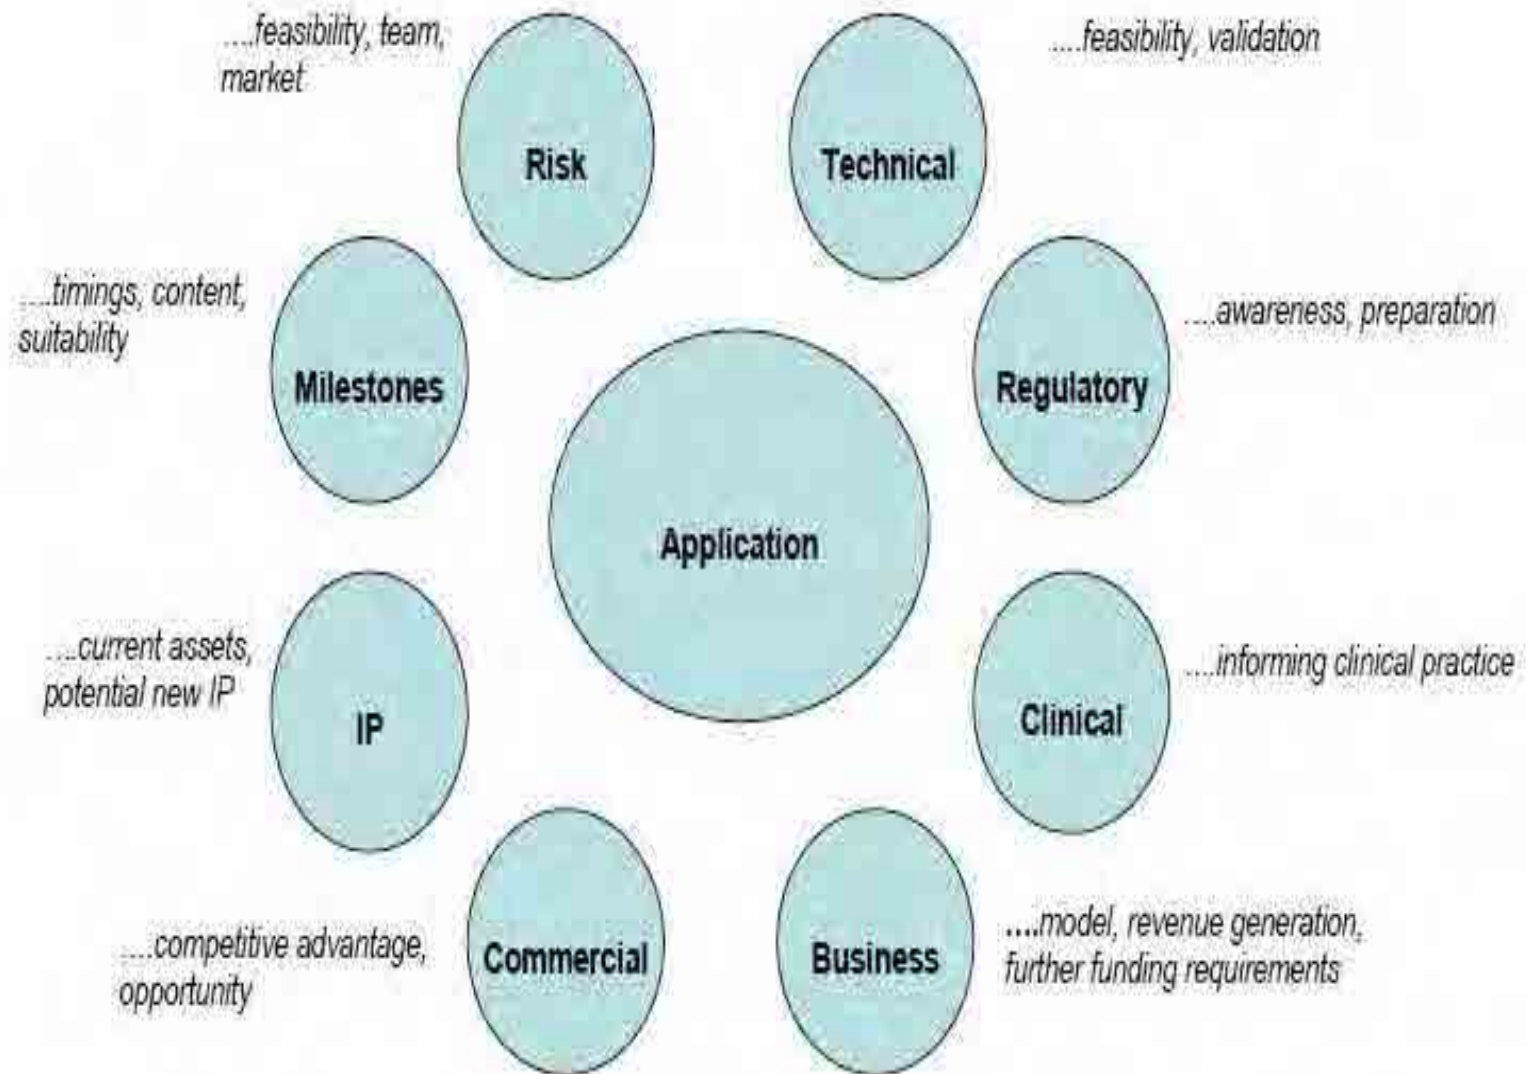 ....feasibility, team,
market
Risk
Technical
....feasibility, validation
....timings, content,
suitability
Milestones
Regulatory
....awareness, preparation
Application
....current assets,
potential new IP
IP
Clinical
....informing clinical practice
....competitive advantage,
opportunity
Commercial
Business
....model, revenue generation,
further funding requirements